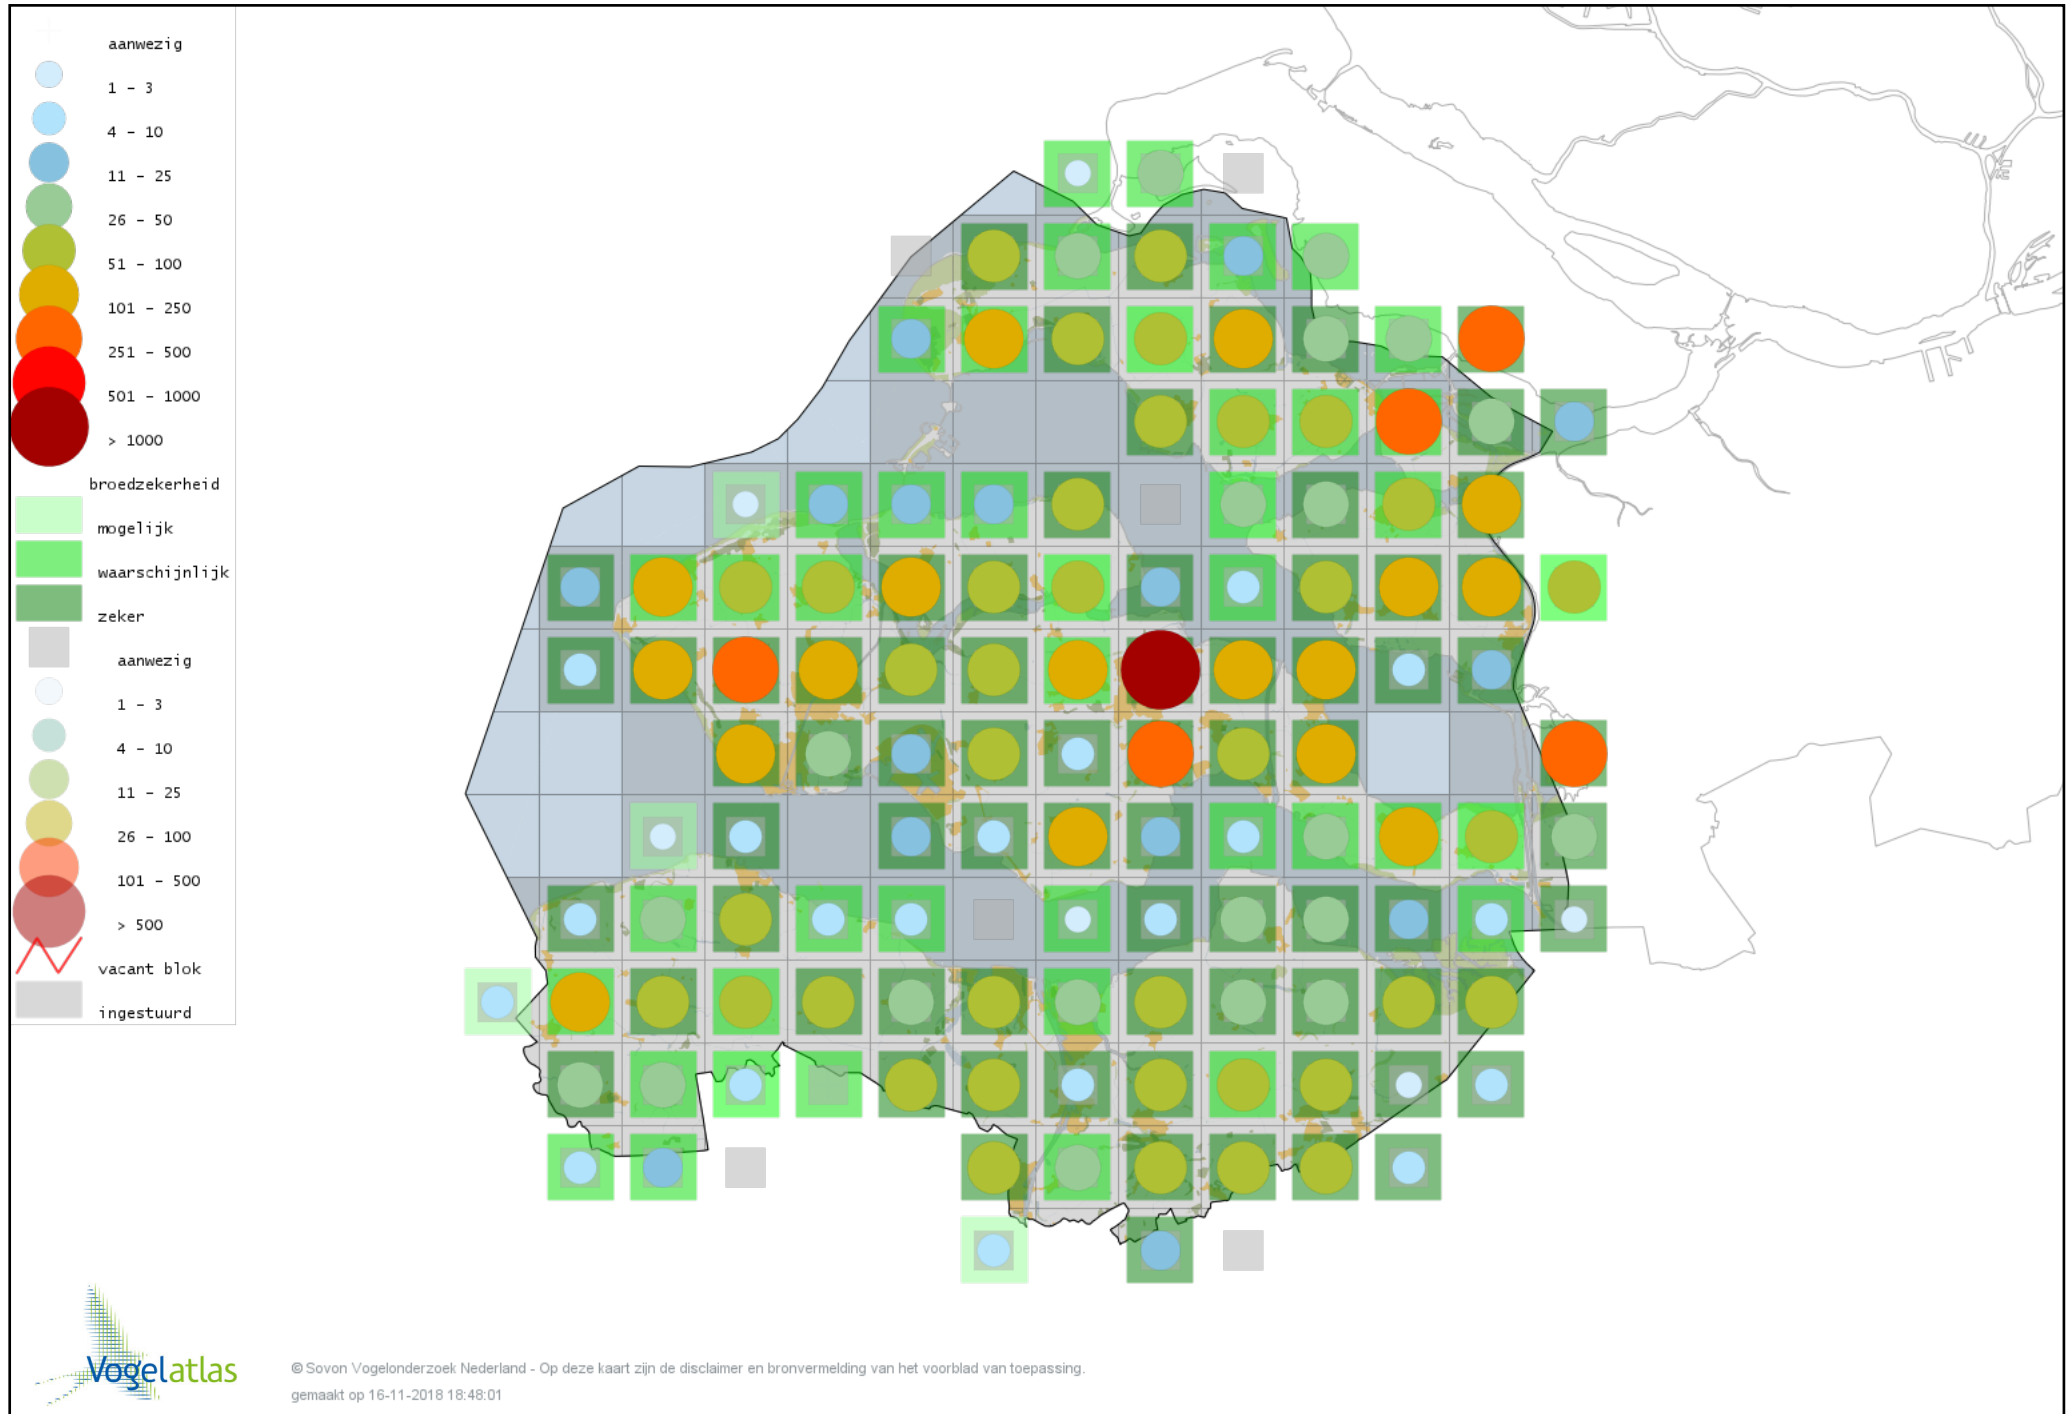 aanwezig
1 - 3
4 - 10
11 - 25
26 - 50
51 - 100
101 - 250
251 - 500
501 - 1000
> 1000
broedzekerheid
mogelijk
waarschijnlijk
zeker
aanwezig
1 - 3
4 - 10
11 - 25
26 - 100
101 - 500
> 500
vacant blok
ingestuurd
Vogelatlas
© Sovon Vogelonderzoek Nederland - Op deze kaart zijn de disclaimer en bronvermelding van het voorblad van toepassing.
gemaakt op 16-11-2018 18:48:01